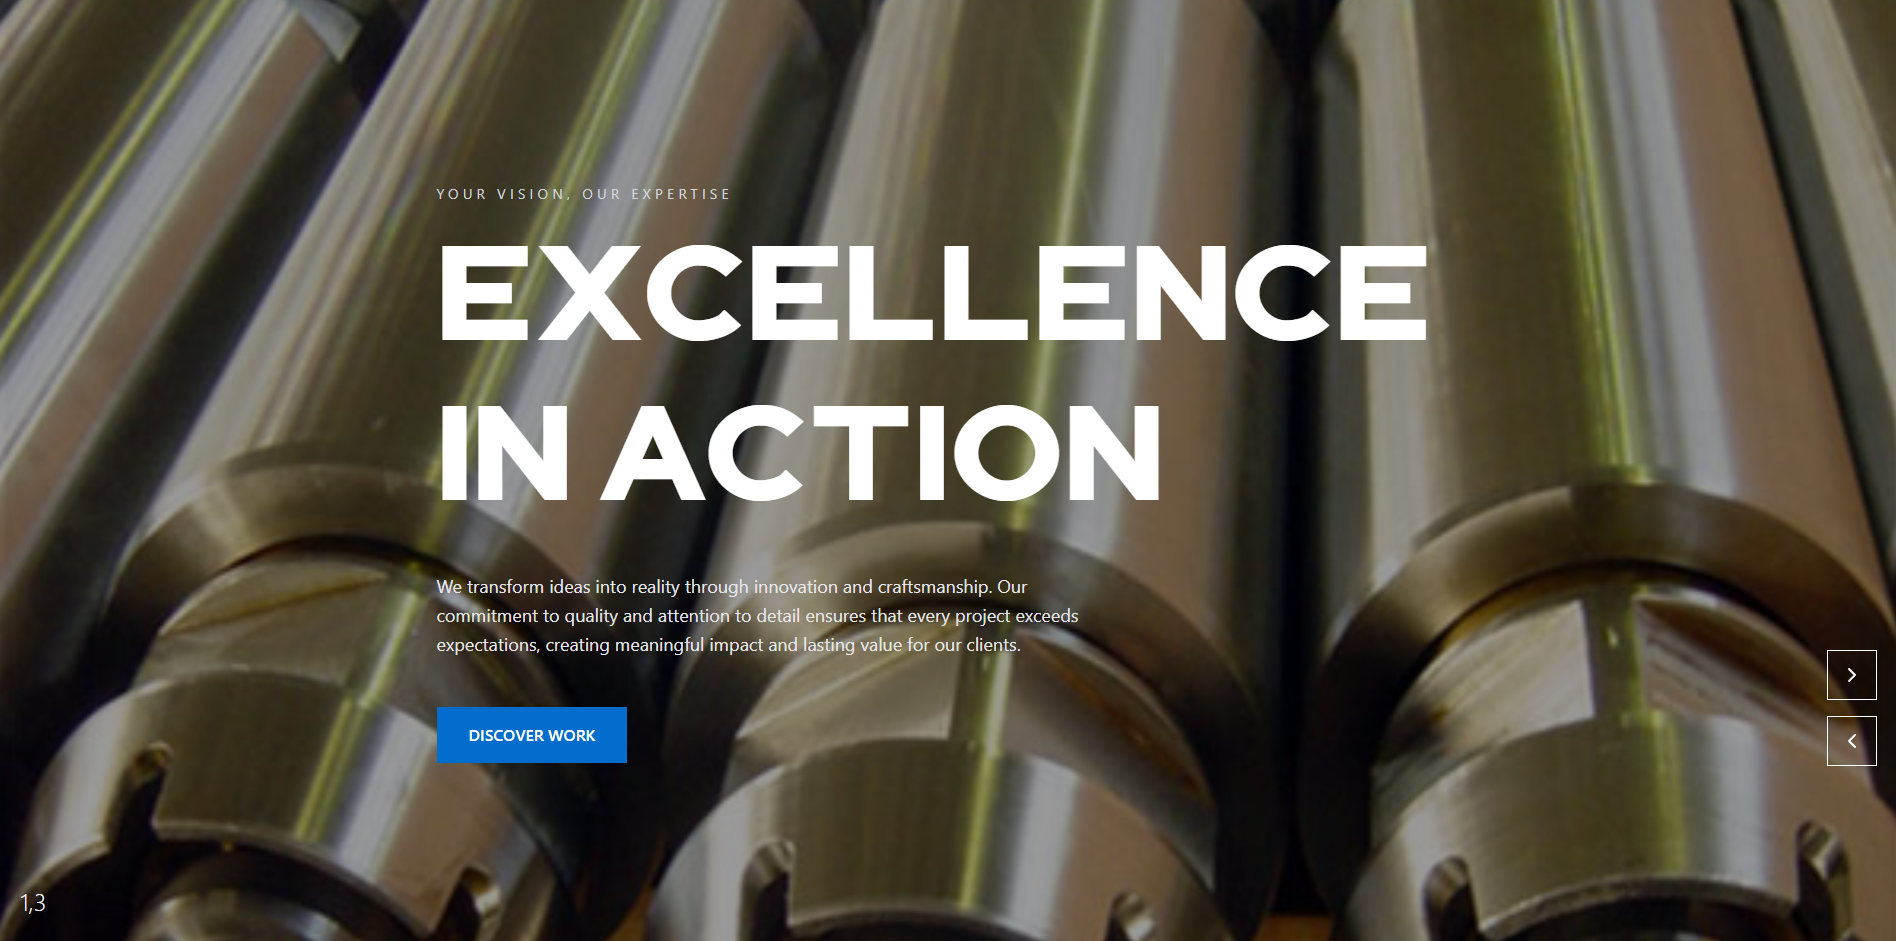 YOUR VISION, OUR EXPERTISE
EXCELLENCE
IN ACTION
We transform ideas into reality through innovation and craftsmanship. Our
commitment to quality and attention to detail ensures that every project exceeds
expectations, creating meaningful impact and lasting value for our clients.
DISCOVER WORK
1,3